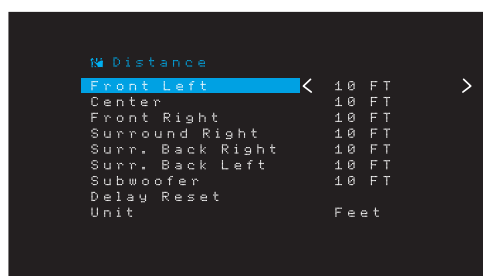 Distance
Front Left < 10 FT >
Center 10 FT
Front Right 10 FT
Surround Right 10 FT
Surr. Back Right 10 FT
Surr. Back Left 10 FT
Subwoofer 10 FT
Delay Reset
Unit Feet